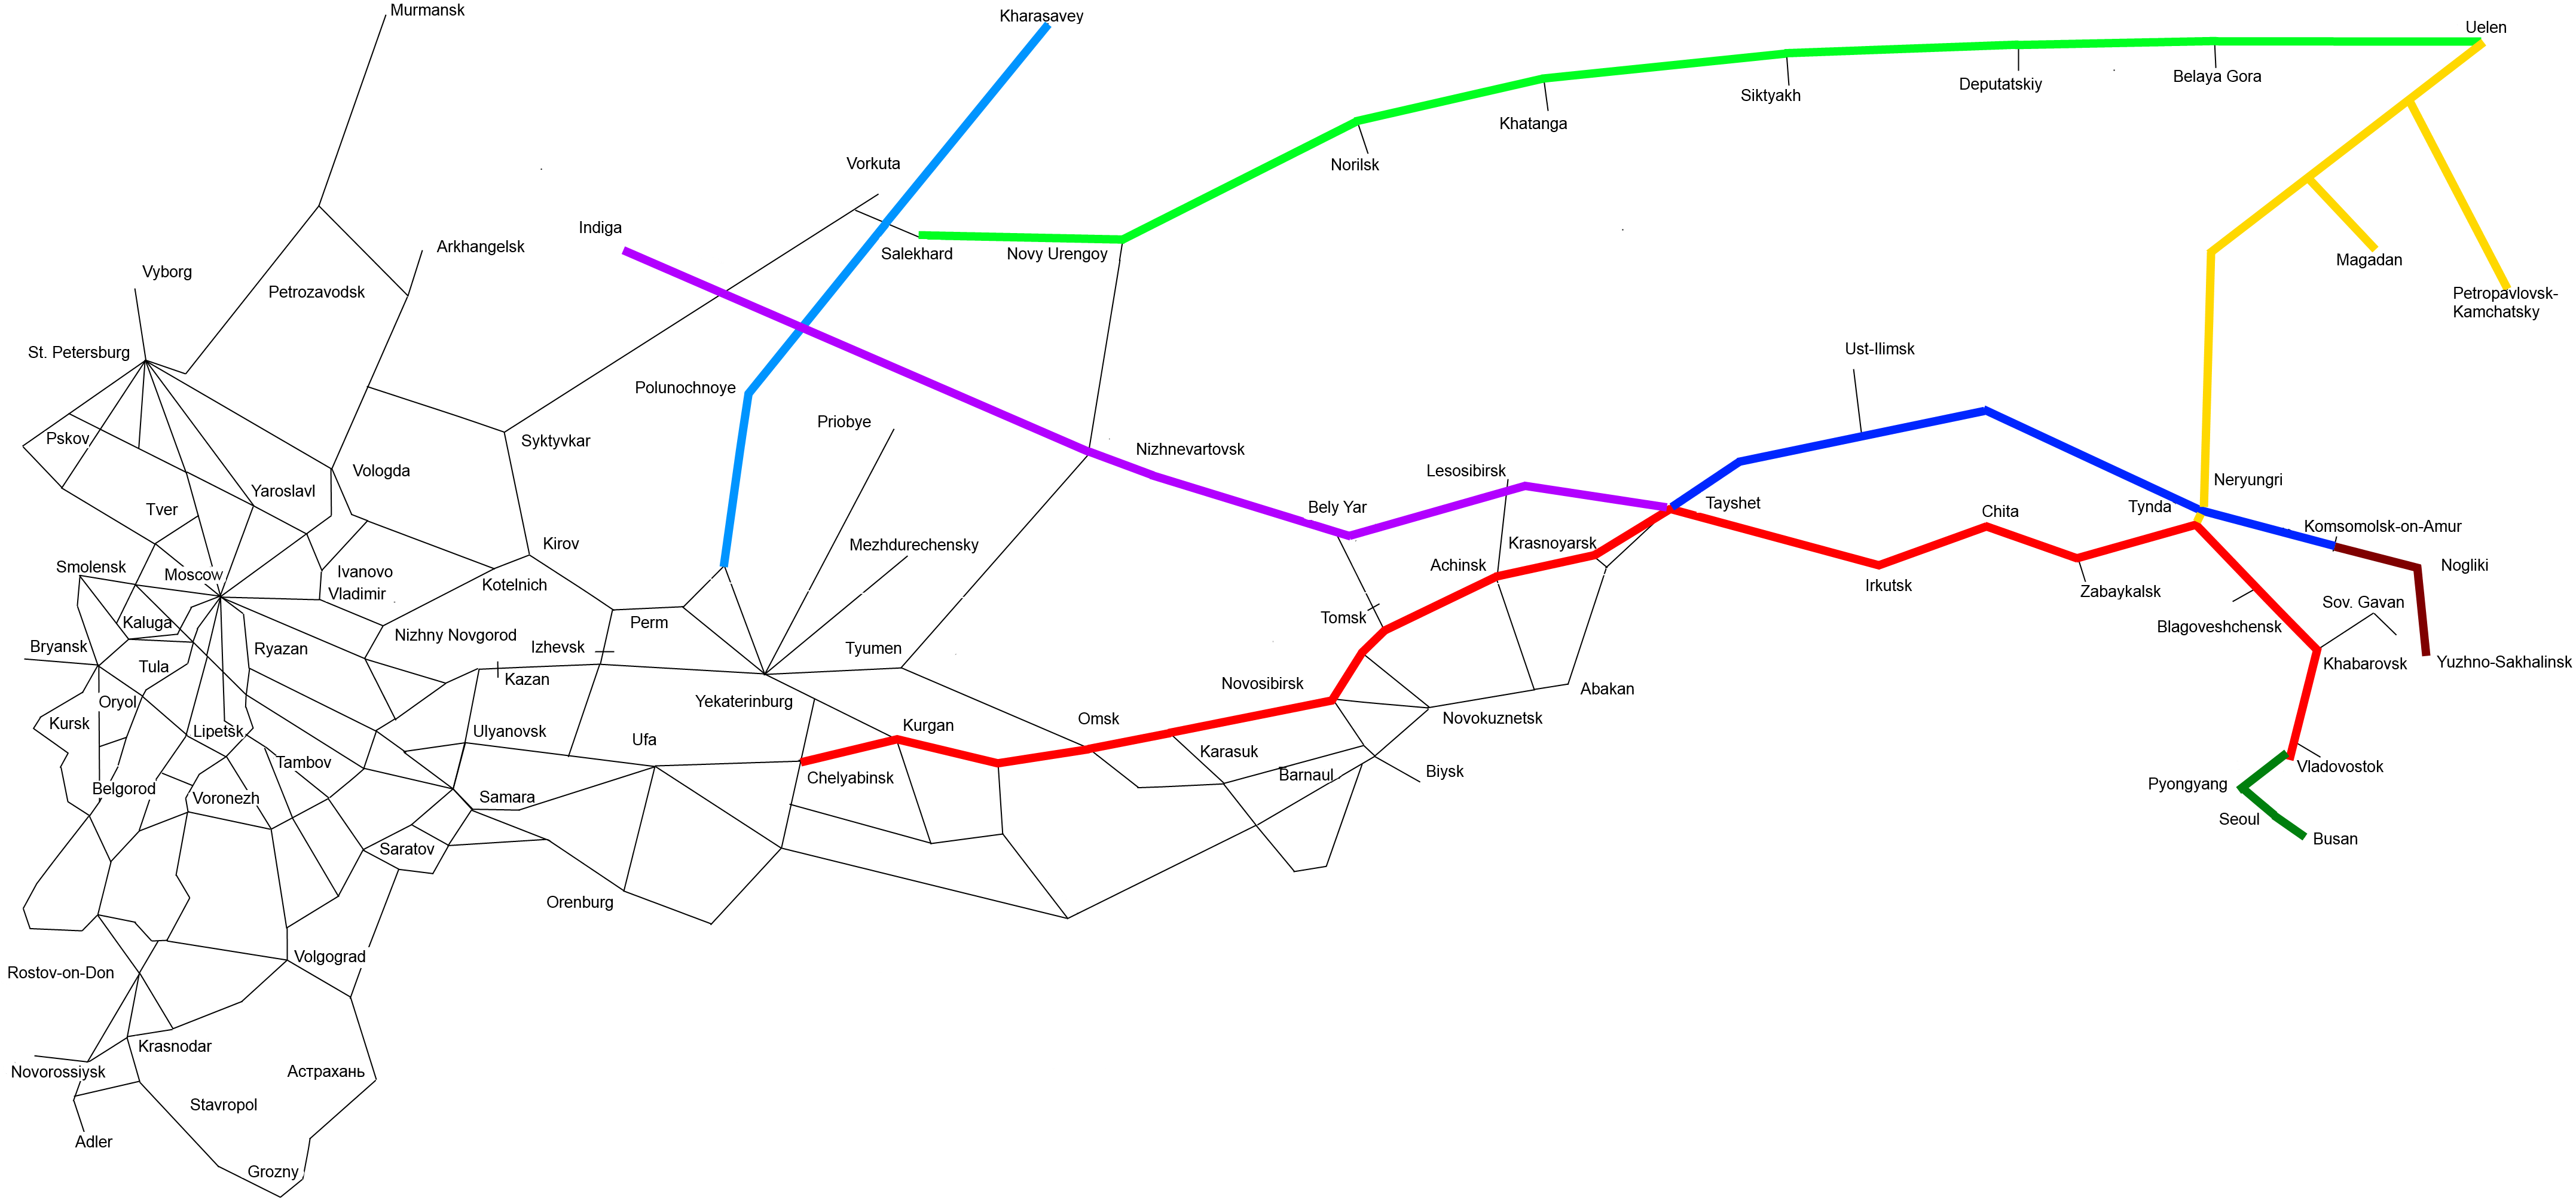 Murmansk
Kharasavey
Uelen
Belaya Gora
Deputatskiy
Siktyakh
Khatanga
Norilsk
Vorkuta
Indiga
Arkhangelsk
Salekhard
Novy Urengoy
Magadan
Vyborg
Petrozavodsk
Petropavlovsk-
Kamchatsky
St. Petersburg
Ust-Ilimsk
Polunochnoye
Priobye
Pskov
Syktyvkar
Nizhnevartovsk
Vologda
Lesosibirsk
Neryungri
Yaroslavl
Tver
Bely Yar
Tayshet
Chita
Tynda
Komsomolsk-on-Amur
Kirov
Mezhdurechensky
Krasnoyarsk
Smolensk
Moscow
Ivanovo
Achinsk
Nogliki
Kotelnich
Irkutsk
Zabaykalsk
Vladimir
Sov. Gavan
Kaluga
Perm
Tomsk
Blagoveshchensk
Nizhny Novgorod
Bryansk
Ryazan
Izhevsk
Tyumen
Khabarovsk
Yuzhno-Sakhalinsk
Tula
Kazan
Novosibirsk
Abakan
Oryol
Yekaterinburg
Kursk
Lipetsk
Ulyanovsk
Ufa
Kurgan
Omsk
Novokuznetsk
Karasuk
Tambov
Chelyabinsk
Barnaul
Biysk
Vladovostok
Belgorod
Voronezh
Samara
Pyongyang
Seoul
Busan
Saratov
Orenburg
Volgograd
Rostov-on-Don
Krasnodar
Novorossiysk
Астрахань
Stavropol
Adler
Grozny